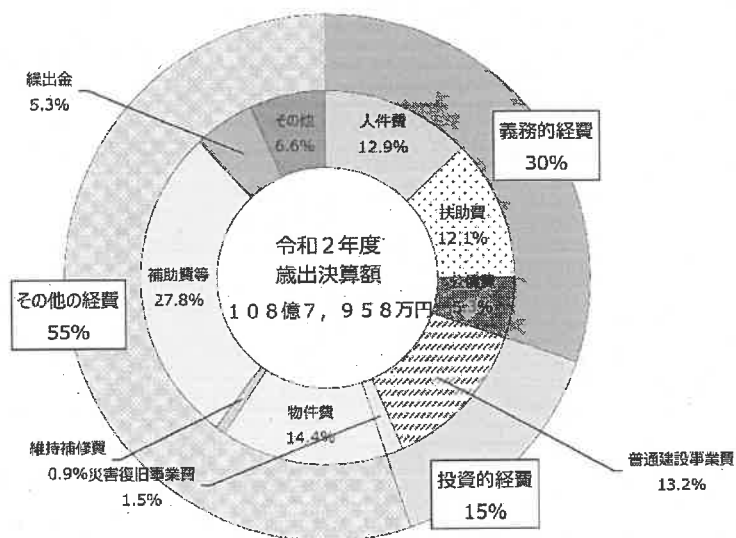 繰出金
5.3%
その他
6.6%
人件費
12.9%
義務的経費
30%
扶助費
12.1%
公債費
5.3%
令和2年度
歳出決算額
108億7,958万円
補助費等
27.8%
その他の経費
55%
物件費
14.4%
維持補修費
0.9%
災害復旧事業費
1.5%
投資的経費
15%
普通建設事業費
13.2%